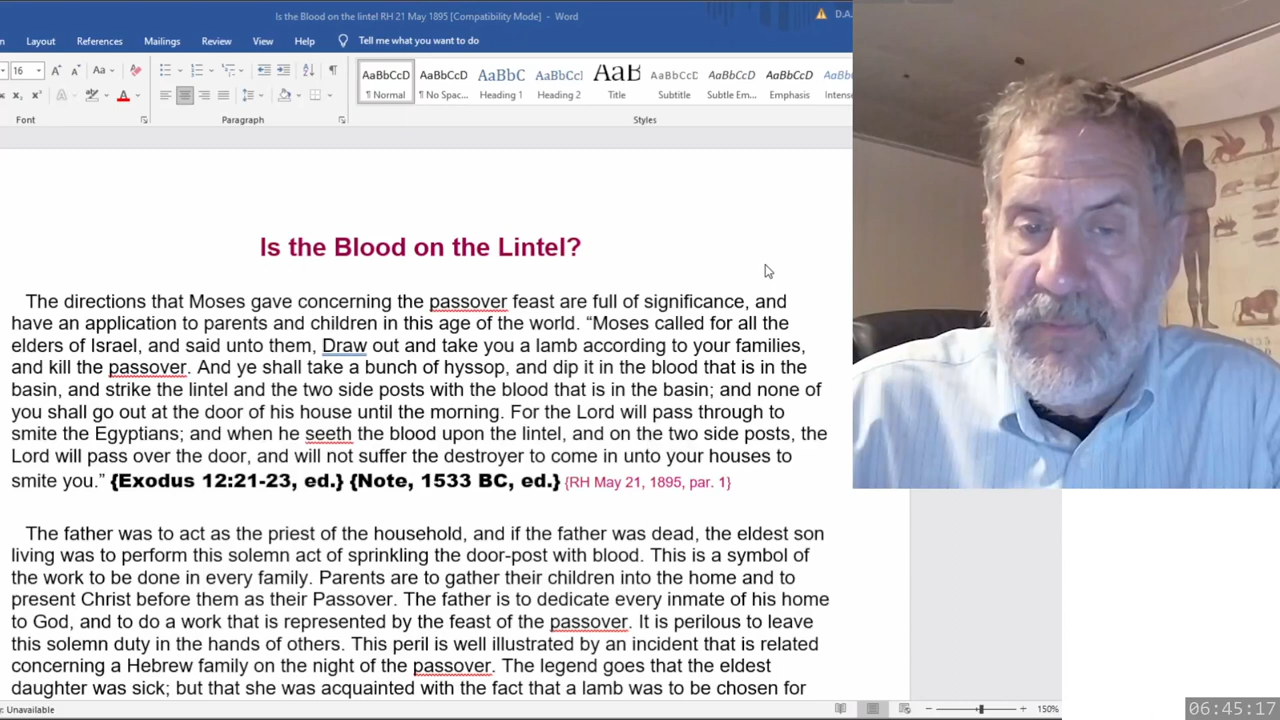 Is the Blood on the lintel RH 21 May 1895 [Compatibility Mode] - Word
D.A.
Layout References Mailings Review View Help Tell me what you want to do
16 Aa
AaBbCcD AaBbCcD AaBbC AaBbCcl AaB AaBbCcD AaBbCcD AaBbCcD
¶ Normal ¶ No Spac... Heading 1 Heading 2 Title Subtitle Subtle Em... Emphasis Intens
Font Paragraph Styles
Is the Blood on the Lintel?
The directions that Moses gave concerning the passover feast are full of significance, and
have an application to parents and children in this age of the world. “Moses called for all the
elders of Israel, and said unto them, Draw out and take you a lamb according to your families,
and kill the passover. And ye shall take a bunch of hyssop, and dip it in the blood that is in the
basin, and strike the lintel and the two side posts with the blood that is in the basin; and none of
you shall go out at the door of his house until the morning. For the Lord will pass through to
smite the Egyptians; and when he seeth the blood upon the lintel, and on the two side posts, the
Lord will pass over the door, and will not suffer the destroyer to come in unto your houses to
smite you.” {Exodus 12:21-23, ed.} {Note, 1533 BC, ed.} {RH May 21, 1895, par. 1}
The father was to act as the priest of the household, and if the father was dead, the eldest son
living was to perform this solemn act of sprinkling the door-post with blood. This is a symbol of
the work to be done in every family. Parents are to gather their children into the home and to
present Christ before them as their Passover. The father is to dedicate every inmate of his home
to God, and to do a work that is represented by the feast of the passover. It is perilous to leave
this solemn duty in the hands of others. This peril is well illustrated by an incident that is related
concerning a Hebrew family on the night of the passover. The legend goes that the eldest
daughter was sick; but that she was acquainted with the fact that a lamb was to be chosen for
: Unavailable
150%
06:45:17